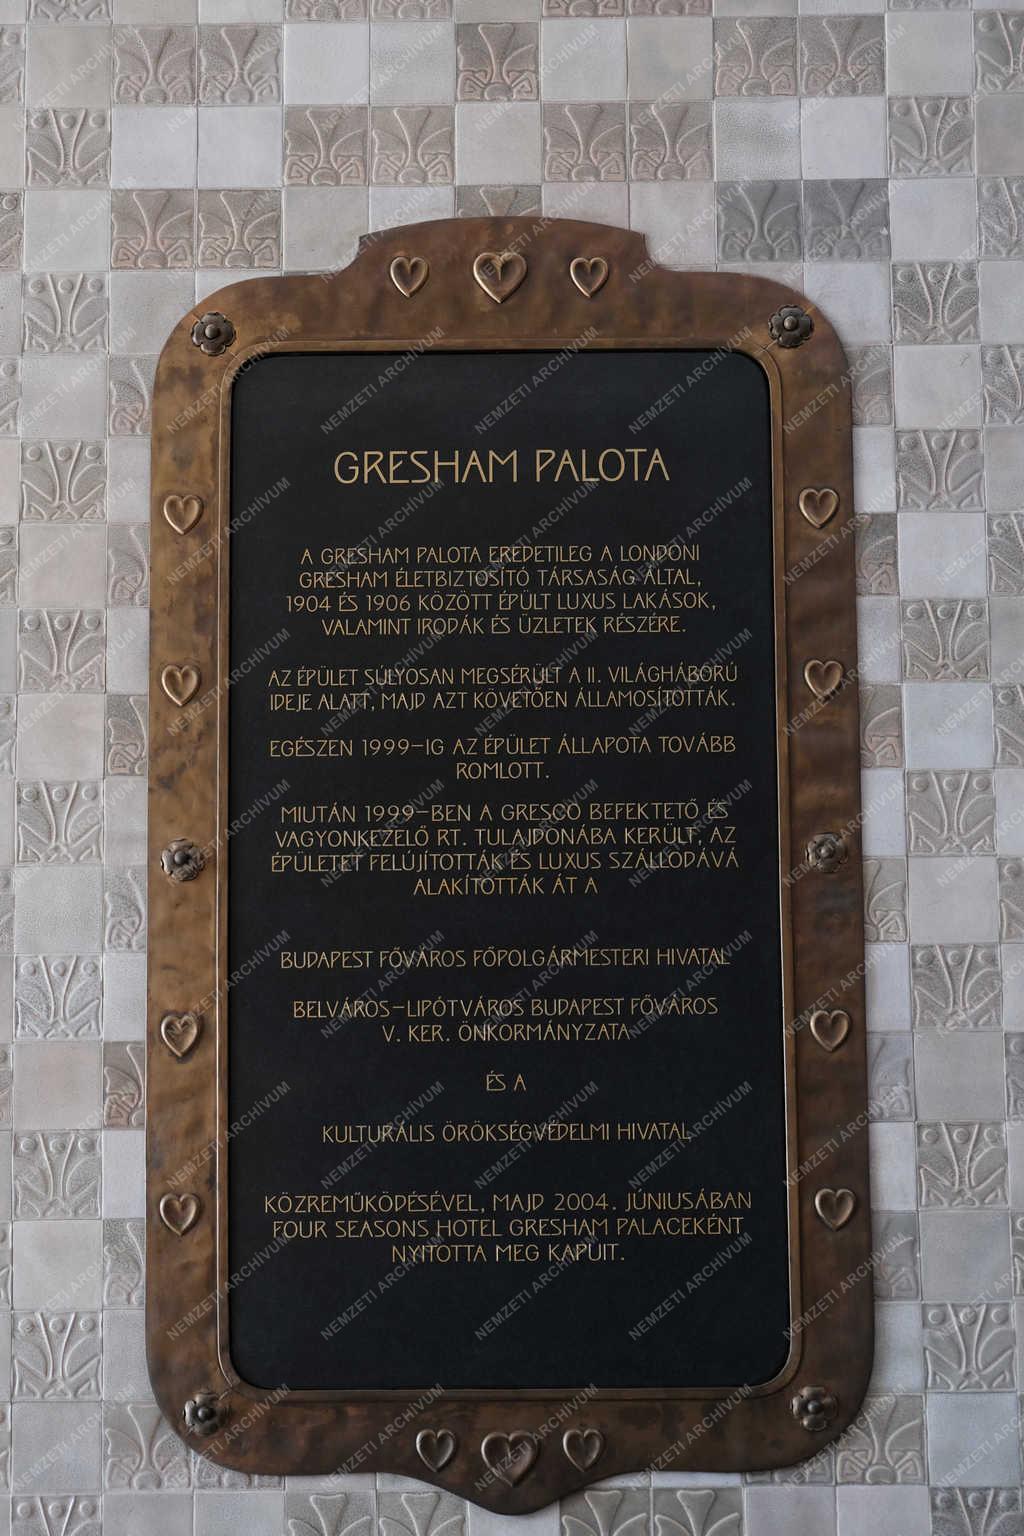 GRESHAM PALOTA
A GRESHAM PALOTA EREDETILEG A LONDONI
GRESHAM ÉLETBIZTOSÍTÓ TÁRSASÁG ÁLTAL,
1904 ÉS 1906 KÖZÖTT ÉPÜLT LUXUS LAKÁSOK,
VALAMINT IRODÁK ÉS ÜZLETEK RÉSZÉRE.
AZ ÉPÜLET SÚLYOSAN MEGSÉRÜLT A II. VILÁGHÁBORÚ
IDEJE ALATT, MAJD AZT KÖVETŐEN ÁLLAMOSÍTOTTÁK.
EGÉSZEN 1999-IG AZ ÉPÜLET ÁLLAPOTA TOVÁBB
ROMLOTT.
MIUTÁN 1999-BEN A GRESCO BEFEKTETŐ ÉS
VAGYONKEZELŐ RT. TULAJDONÁBA KERÜLT, AZ
ÉPÜLETET FELÚJÍTOTTÁK ÉS LUXUS SZÁLLODÁVÁ
ALAKÍTOTTÁK ÁT A
BUDAPEST FŐVÁROS FŐPOLGÁRMESTERI HIVATAL
BELVÁROS-LIPÓTVÁROS BUDAPEST FŐVÁROS
V. KER. ÖNKORMÁNYZATA
ÉS A
KULTURÁLIS ÖRÖKSÉGVÉDELMI HIVATAL
KÖZREMŰKÖDÉSÉVEL, MAJD 2004. JÚNIUSÁBAN
FOUR SEASONS HOTEL GRESHAM PALACEKÉNT
NYITOTTA MEG KAPUIT.
NEMZETI ARCHÍVUM